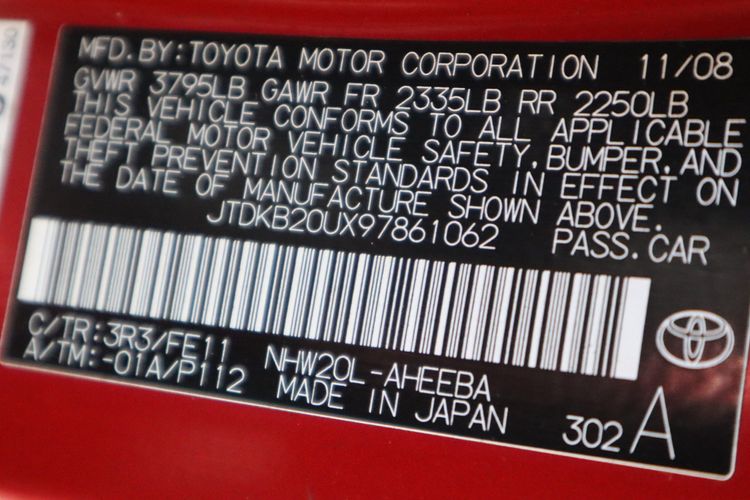 MFD. BY: TOYOTA MOTOR CORPORATION 11/08
GVWR 3795LB GAWR FR 2335LB RR 2250LB
THIS VEHICLE CONFORMS TO ALL APPLICABLE
FEDERAL MOTOR VEHICLE SAFETY, BUMPER, AND
THEFT PREVENTION STANDARDS IN EFFECT ON
THE DATE OF MANUFACTURE SHOWN ABOVE.
JTDKB20UX97861062 PASS. CAR
C/TR: 3R3/FE11
A/TM: -01A/P112
NHW20L-AHEEBA
MADE IN JAPAN
302 A